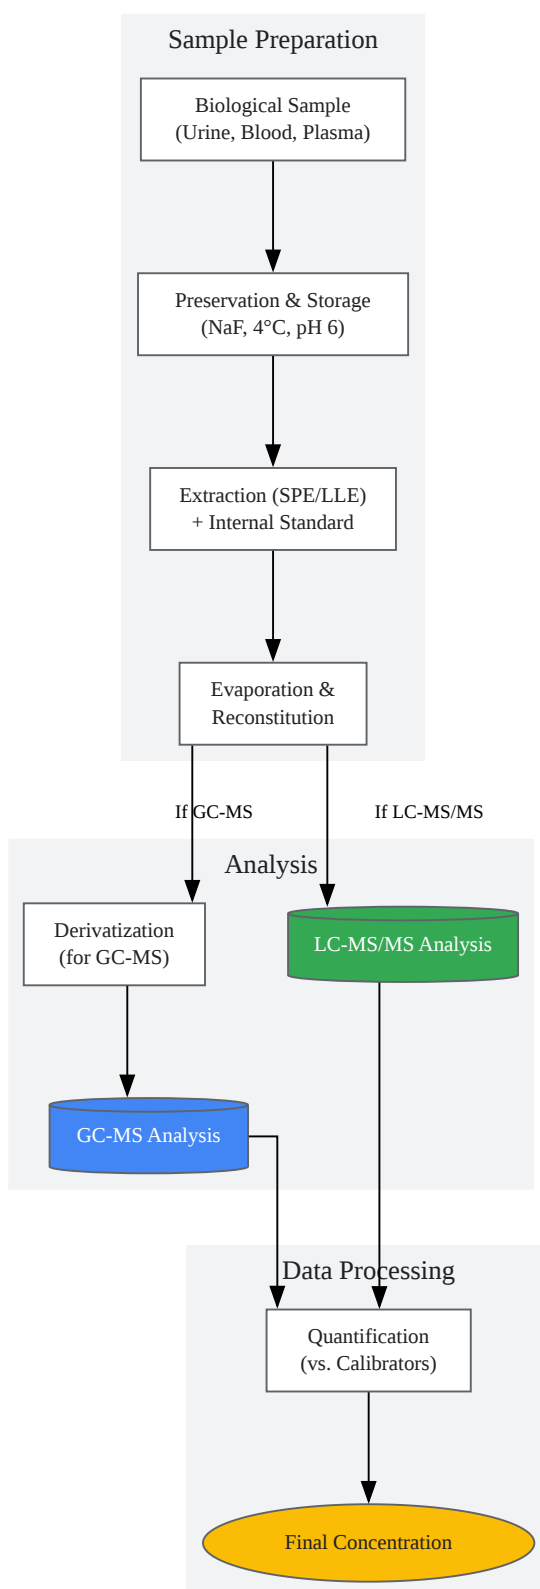 Sample Preparation
Biological Sample
(Urine, Blood, Plasma)
Preservation & Storage
(NaF, 4°C, pH 6)
Extraction (SPE/LLE)
+ Internal Standard
Evaporation &
Reconstitution
If GC-MS
If LC-MS/MS
Analysis
Derivatization
(for GC-MS)
LC-MS/MS Analysis
GC-MS Analysis
Data Processing
Quantification
(vs. Calibrators)
Final Concentration